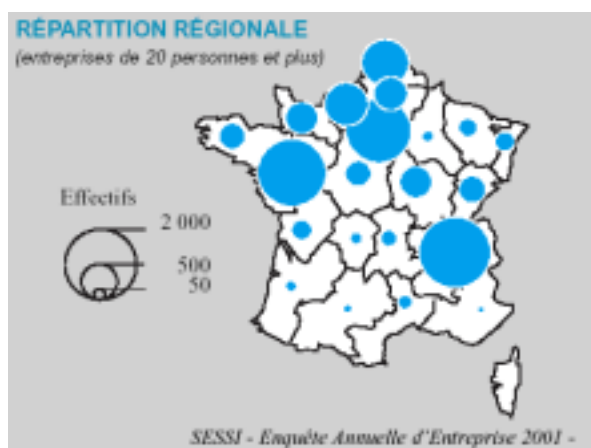 RÉPARTITION RÉGIONALE
(entreprises de 20 personnes et plus)
Effectifs
2 000
500
50
SESSI - Enquête Annuelle d'Entreprise 2001 -